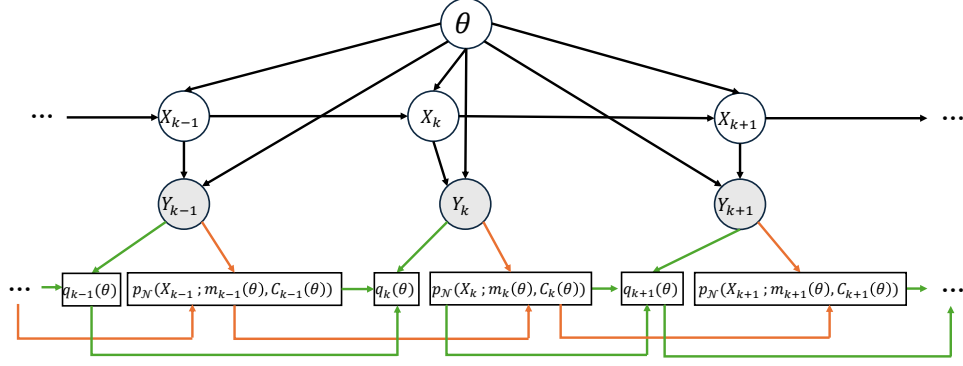 θ
... X_{k−1} X_k X_{k+1} ...
Y_{k−1} Y_k Y_{k+1}
... q_{k−1}(θ) p_𝒩(X_{k−1} ; m_{k−1}(θ), C_{k−1}(θ)) q_k(θ) p_𝒩(X_k ; m_k(θ), C_k(θ)) q_{k+1}(θ) p_𝒩(X_{k+1} ; m_{k+1}(θ), C_{k+1}(θ)) ...